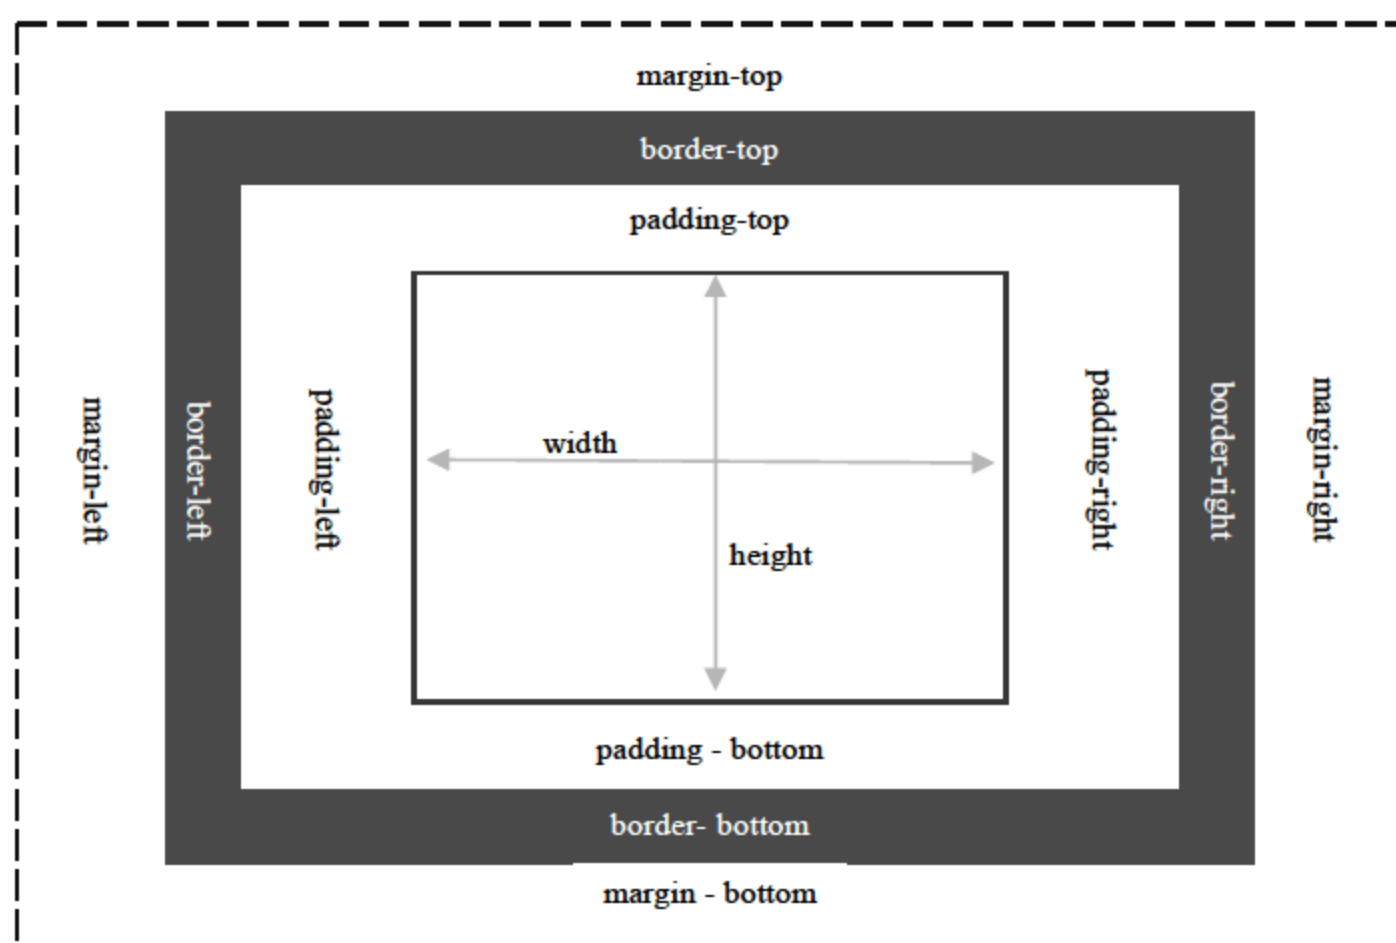 margin-top
border-top
padding-top
margin-left
border-left
padding-left
width
height
padding-right
border-right
margin-right
padding - bottom
border- bottom
margin - bottom